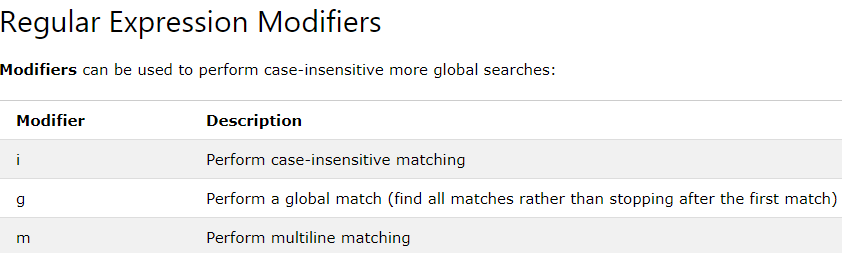 Regular Expression Modifiers
Modifiers can be used to perform case-insensitive more global searches:
Modifier Description
i Perform case-insensitive matching
g Perform a global match (find all matches rather than stopping after the first match)
m Perform multiline matching